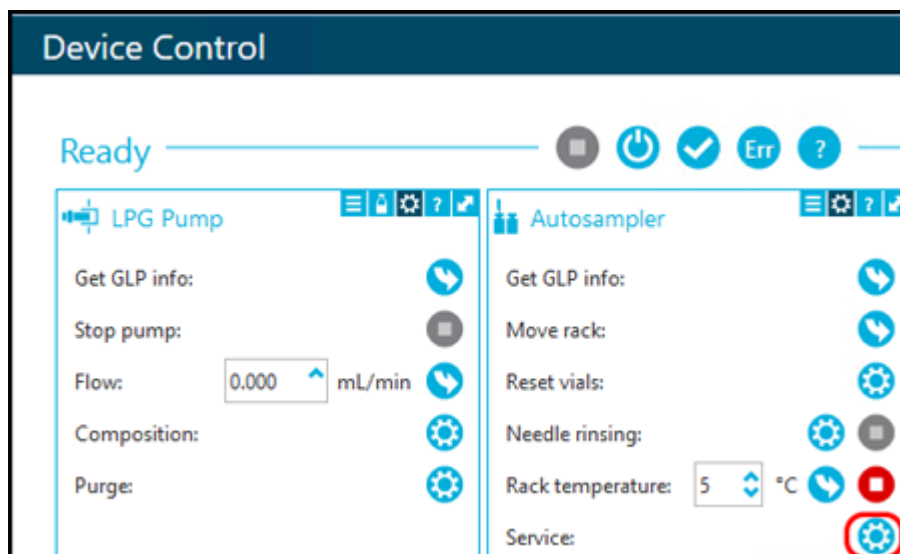 Device Control
Ready
Err
?
LPG Pump
?
Get GLP info:
Stop pump:
Flow: 0.000 mL/min
Composition:
Purge:
Autosampler
?
Get GLP info:
Move rack:
Reset vials:
Needle rinsing:
Rack temperature: 5 °C
Service: